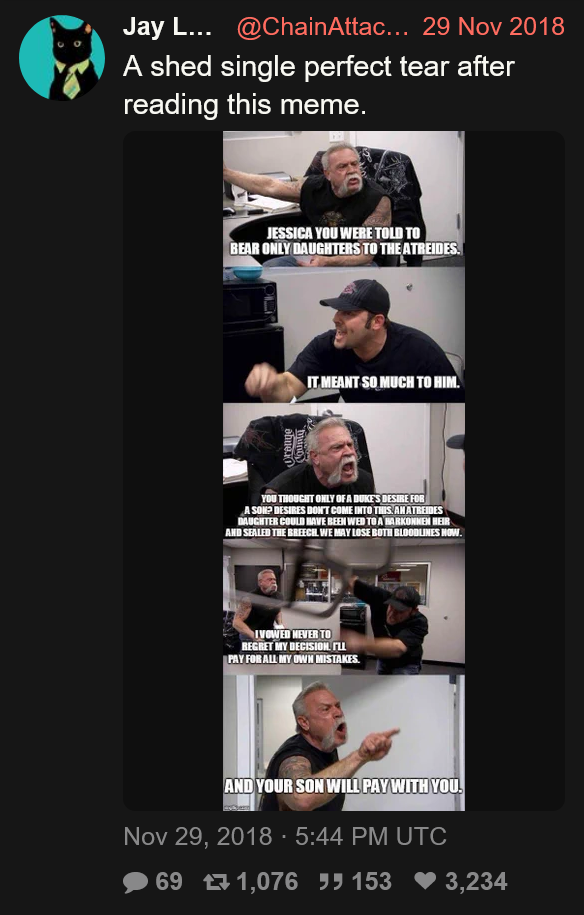 Jay L... @ChainAttac... 29 Nov 2018
A shed single perfect tear after
reading this meme.
JESSICA YOU WERE TOLD TO
BEAR ONLY DAUGHTERS TO THE ATREIDES.
IT MEANT SO MUCH TO HIM.
Orange
County
YOU THOUGHT ONLY OF A DUKE'S DESIRE FOR
A SON? DESIRES DON'T COME INTO THIS. AN ATREIDES
DAUGHTER COULD HAVE BEEN WED TO A HARKONNEN HEIR
AND SEALED THE BREECH. WE MAY LOSE BOTH BLOODLINES NOW.
I VOWED NEVER TO
REGRET MY DECISION. I'LL
PAY FOR ALL MY OWN MISTAKES.
AND YOUR SON WILL PAY WITH YOU.
Nov 29, 2018 · 5:44 PM UTC
69 1,076 153 3,234